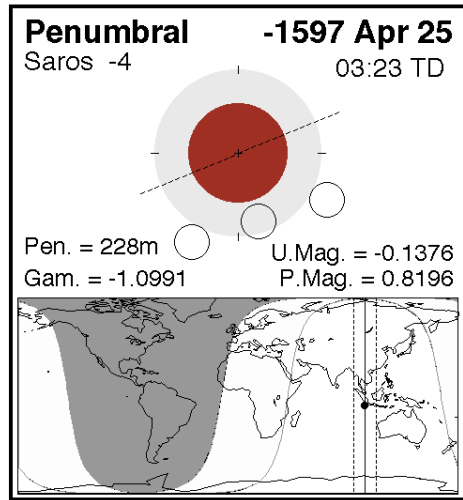 Penumbral -1597 Apr 25
Saros -4 03:23 TD
Pen. = 228m U.Mag. = -0.1376
Gam. = -1.0991 P.Mag. = 0.8196